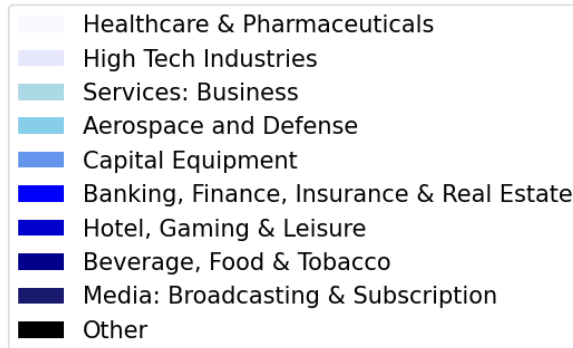 Healthcare & Pharmaceuticals
High Tech Industries
Services: Business
Aerospace and Defense
Capital Equipment
Banking, Finance, Insurance & Real Estate
Hotel, Gaming & Leisure
Beverage, Food & Tobacco
Media: Broadcasting & Subscription
Other